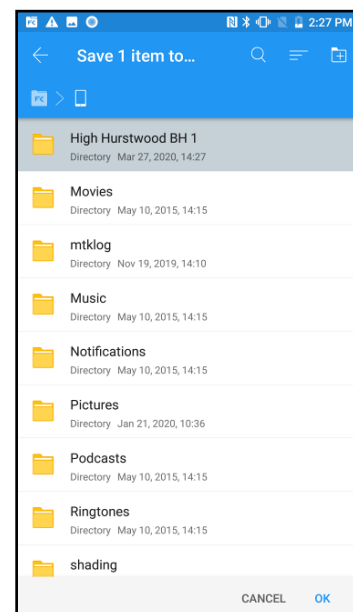 2:27 PM
Save 1 item to...
FX
High Hurstwood BH 1
Directory Mar 27, 2020, 14:27
Movies
Directory May 10, 2015, 14:15
mtklog
Directory Nov 19, 2019, 14:10
Music
Directory May 10, 2015, 14:15
Notifications
Directory May 10, 2015, 14:15
Pictures
Directory Jan 21, 2020, 10:36
Podcasts
Directory May 10, 2015, 14:15
Ringtones
Directory May 10, 2015, 14:15
shading
CANCEL OK